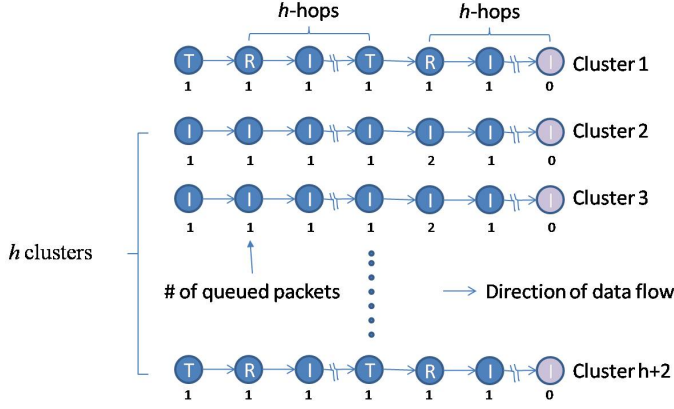 h-hops h-hops
T R I T R I I Cluster 1
1 1 1 1 1 1 0
I I I I I I I Cluster 2
1 1 1 1 2 1 0
I I I I I I I Cluster 3
1 1 1 1 2 1 0
h clusters
# of queued packets Direction of data flow
T R I T R I I Cluster h+2
1 1 1 1 1 1 0